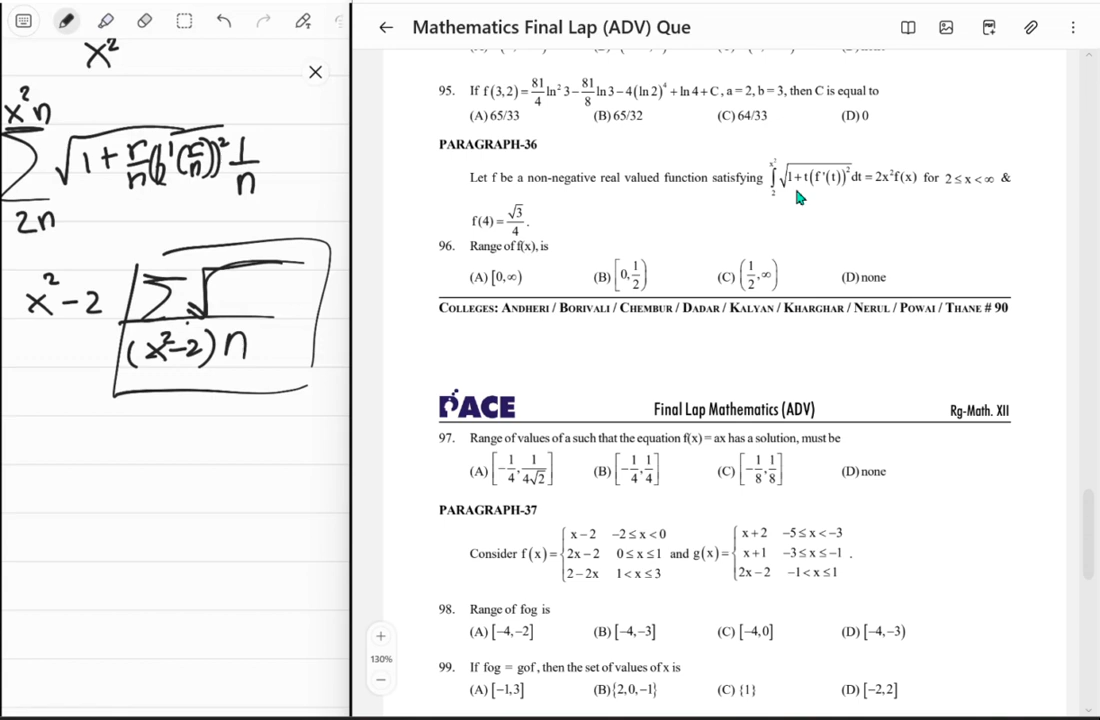 Mathematics Final Lap (ADV) Que
x²
x²n
Σ √(1 + r/n (f'(r/n))²) 1/n
2n
x² - 2 Σ√
(x²-2) n
95. If f(3,2) = 81/4 ln² 3 − 81/8 ln 3 − 4(ln 2)⁴ + ln 4 + C, a = 2, b = 3, then C is equal to
(A) 65/33 (B) 65/32 (C) 64/33 (D) 0
PARAGRAPH-36
Let f be a non-negative real valued function satisfying ∫₂^(x²) √(1+t(f'(t))²) dt = 2x²f(x) for 2 ≤ x < ∞ &
f(4) = √3/4.
96. Range of f(x), is
(A) [0,∞) (B) [0, 1/2) (C) (1/2, ∞) (D) none
COLLEGES: ANDHERI / BORIVALI / CHEMBUR / DADAR / KALYAN / KHARGHAR / NERUL / POWAI / THANE # 90
PACE Final Lap Mathematics (ADV) Rg-Math. XII
97. Range of values of a such that the equation f(x) = ax has a solution, must be
(A) [−1/4, 1/4√2] (B) [−1/4, 1/4] (C) [−1/8, 1/8] (D) none
PARAGRAPH-37
Consider f(x) = { x−2 −2≤x<0; 2x−2 0≤x≤1; 2−2x 1<x≤3 and g(x) = { x+2 −5≤x<−3; x+1 −3≤x≤−1; 2x−2 −1<x≤1 .
98. Range of fog is
(A) [−4,−2] (B) [−4,−3] (C) [−4,0] (D) [−4,−3)
99. If fog = gof, then the set of values of x is
(A) [−1,3] (B) {2,0,−1} (C) {1} (D) [−2,2]
130%